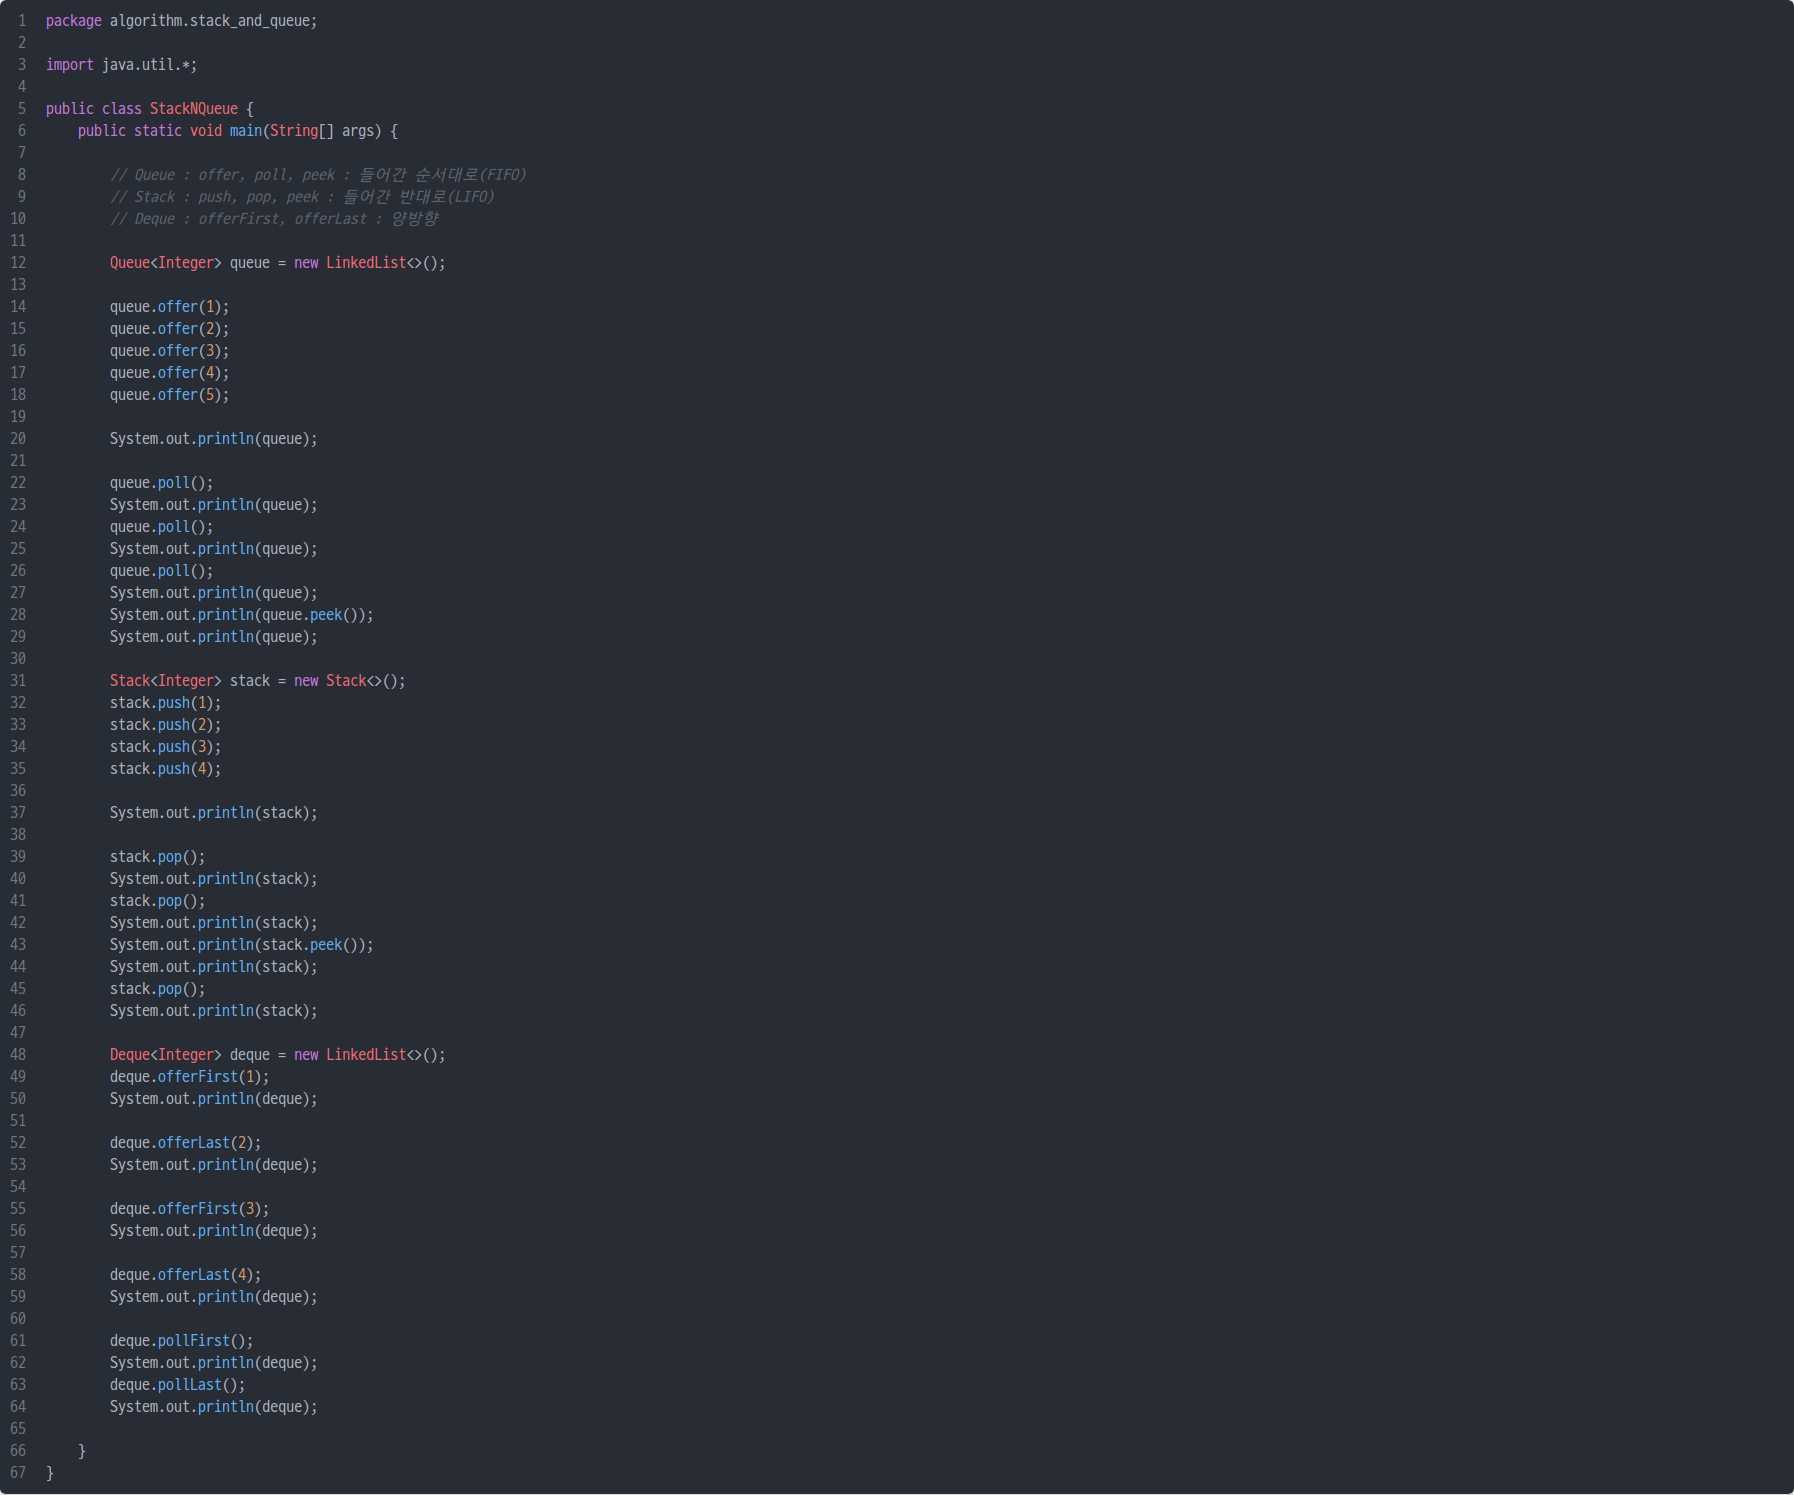 1 package algorithm.stack_and_queue;
2
3 import java.util.*;
4
5 public class StackNQueue {
6     public static void main(String[] args) {
7
8         // Queue : offer, poll, peek : 들어간 순서대로(FIFO)
9         // Stack : push, pop, peek : 들어간 반대로(LIFO)
10         // Deque : offerFirst, offerLast : 양방향
11
12         Queue<Integer> queue = new LinkedList<>();
13
14         queue.offer(1);
15         queue.offer(2);
16         queue.offer(3);
17         queue.offer(4);
18         queue.offer(5);
19
20         System.out.println(queue);
21
22         queue.poll();
23         System.out.println(queue);
24         queue.poll();
25         System.out.println(queue);
26         queue.poll();
27         System.out.println(queue);
28         System.out.println(queue.peek());
29         System.out.println(queue);
30
31         Stack<Integer> stack = new Stack<>();
32         stack.push(1);
33         stack.push(2);
34         stack.push(3);
35         stack.push(4);
36
37         System.out.println(stack);
38
39         stack.pop();
40         System.out.println(stack);
41         stack.pop();
42         System.out.println(stack);
43         System.out.println(stack.peek());
44         System.out.println(stack);
45         stack.pop();
46         System.out.println(stack);
47
48         Deque<Integer> deque = new LinkedList<>();
49         deque.offerFirst(1);
50         System.out.println(deque);
51
52         deque.offerLast(2);
53         System.out.println(deque);
54
55         deque.offerFirst(3);
56         System.out.println(deque);
57
58         deque.offerLast(4);
59         System.out.println(deque);
60
61         deque.pollFirst();
62         System.out.println(deque);
63         deque.pollLast();
64         System.out.println(deque);
65
66     }
67 }